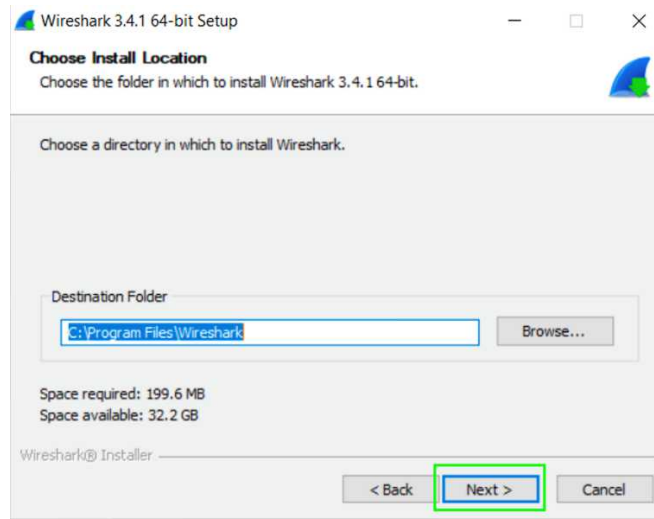 Wireshark 3.4.1 64-bit Setup
Choose Install Location
Choose the folder in which to install Wireshark 3.4.1 64-bit.
Choose a directory in which to install Wireshark.
Destination Folder
C:\Program Files\Wireshark
Browse...
Space required: 199.6 MB
Space available: 32.2 GB
Wireshark® Installer
< Back
Next >
Cancel